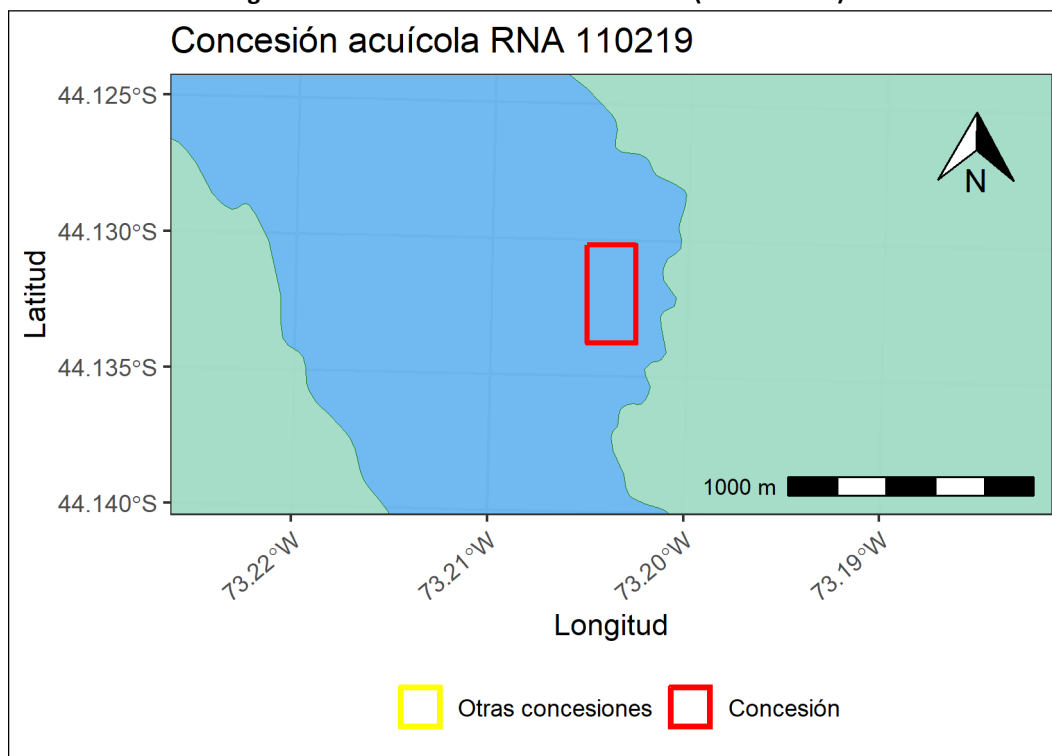 Concesión acuícola RNA 110219
44.125°S
44.130°S
44.135°S
44.140°S
Latitud
N
1000 m
73.22°W
73.21°W
73.20°W
73.19°W
Longitud
Otras concesiones
Concesión